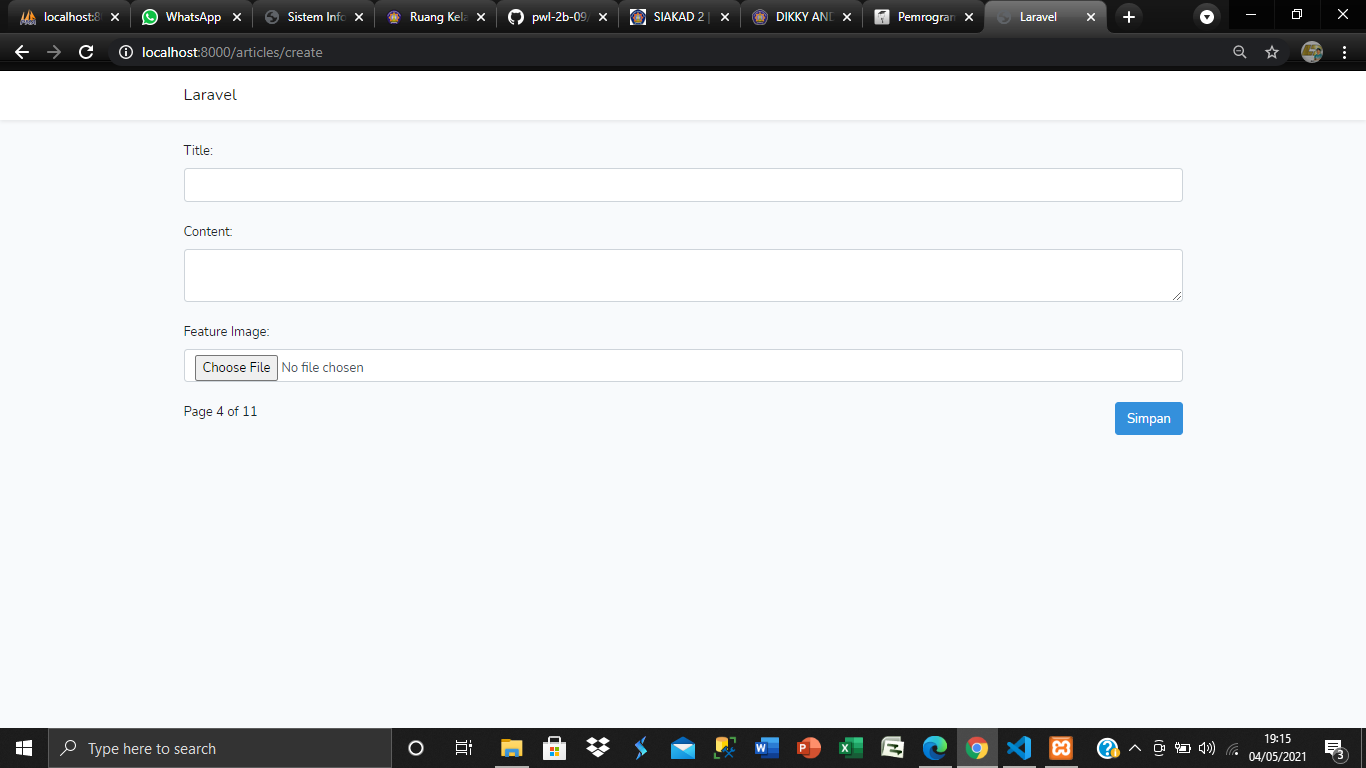 localhost:8
WhatsApp
Sistem Info
Ruang Kela
pwl-2b-09/
SIAKAD 2 |
DIKKY AND
Pemrogram
Laravel
localhost:8000/articles/create
Laravel
Title:
Content:
Feature Image:
Choose File No file chosen
Page 4 of 11
Simpan
Type here to search
19:15
04/05/2021
3